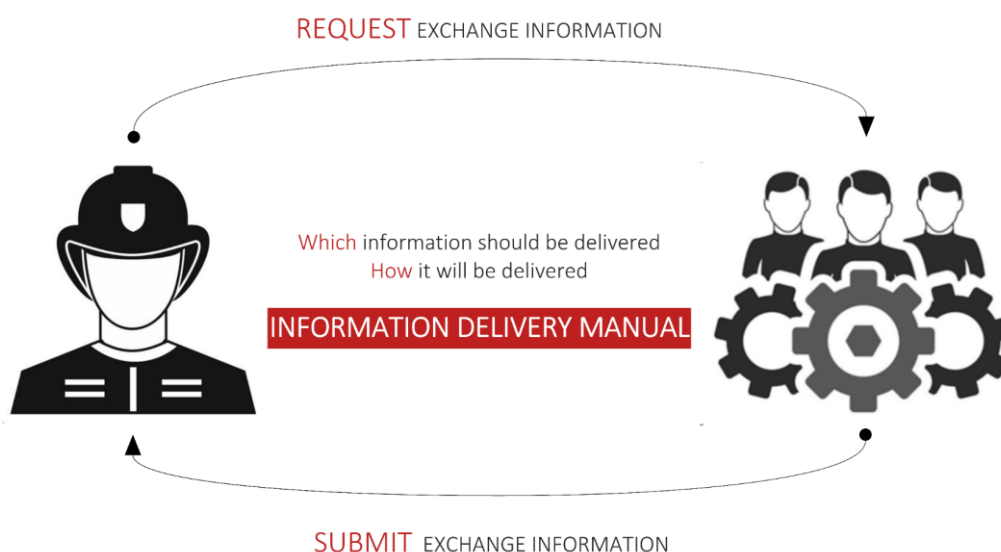 REQUEST EXCHANGE INFORMATION
Which information should be delivered
How it will be delivered
INFORMATION DELIVERY MANUAL
SUBMIT EXCHANGE INFORMATION